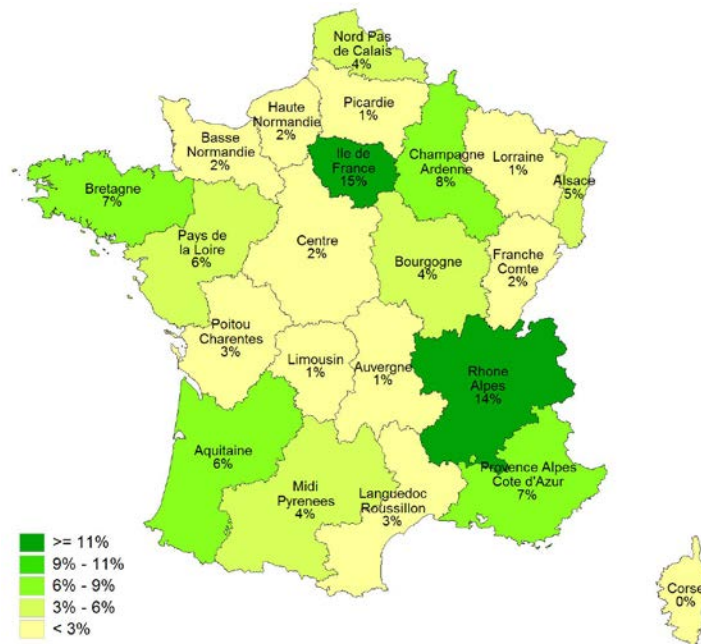 Nord Pas
de Calais
4%
Picardie
1%
Haute
Normandie
2%
Basse
Normandie
2%
Ile de
France
15%
Champagne
Ardenne
8%
Lorraine
1%
Alsace
5%
Bretagne
7%
Pays de
la Loire
6%
Centre
2%
Bourgogne
4%
Franche
Comte
2%
Poitou
Charentes
3%
Limousin
1%
Auvergne
1%
Rhone
Alpes
14%
Aquitaine
6%
Midi
Pyrenees
4%
Languedoc
Roussillon
3%
Provence Alpes
Cote d'Azur
7%
Corse
0%
>= 11%
9% - 11%
6% - 9%
3% - 6%
< 3%